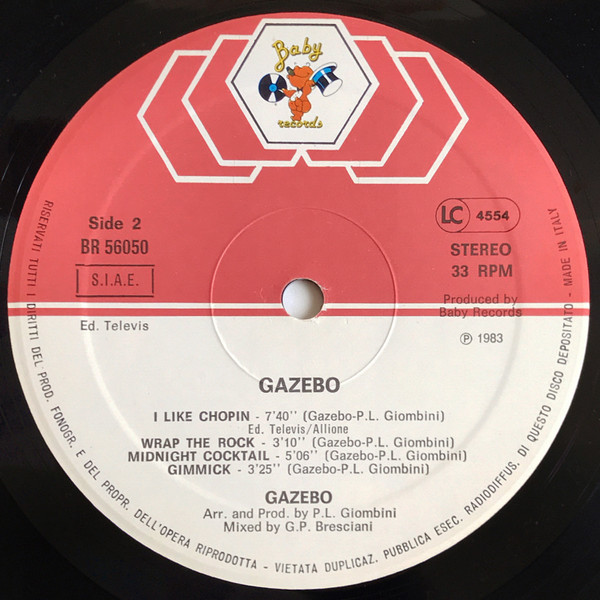 Baby
records
Side 2
BR 56050
S.I.A.E.
Ed. Televis
LC 4554
STEREO
33 RPM
Produced by
Baby Records
℗ 1983
GAZEBO
I LIKE CHOPIN - 7'40'' (Gazebo-P.L. Giombini)
Ed. Televis/Allione
WRAP THE ROCK - 3'10'' (Gazebo-P.L. Giombini)
MIDNIGHT COCKTAIL - 5'06'' (Gazebo-P.L. Giombini)
GIMMICK - 3'25'' (Gazebo-P.L. Giombini)
GAZEBO
Arr. and Prod. by P.L. Giombini
Mixed by G.P. Bresciani
RISERVATI TUTTI I DIRITTI DEL PROD. FONOGR. E DEL PROPR. DELL'OPERA RIPRODOTTA - VIETATA DUPLICAZ. PUBBLICA ESEC. RADIODIFFUS. DI QUESTO DISCO DEPOSITATO - MADE IN ITALY